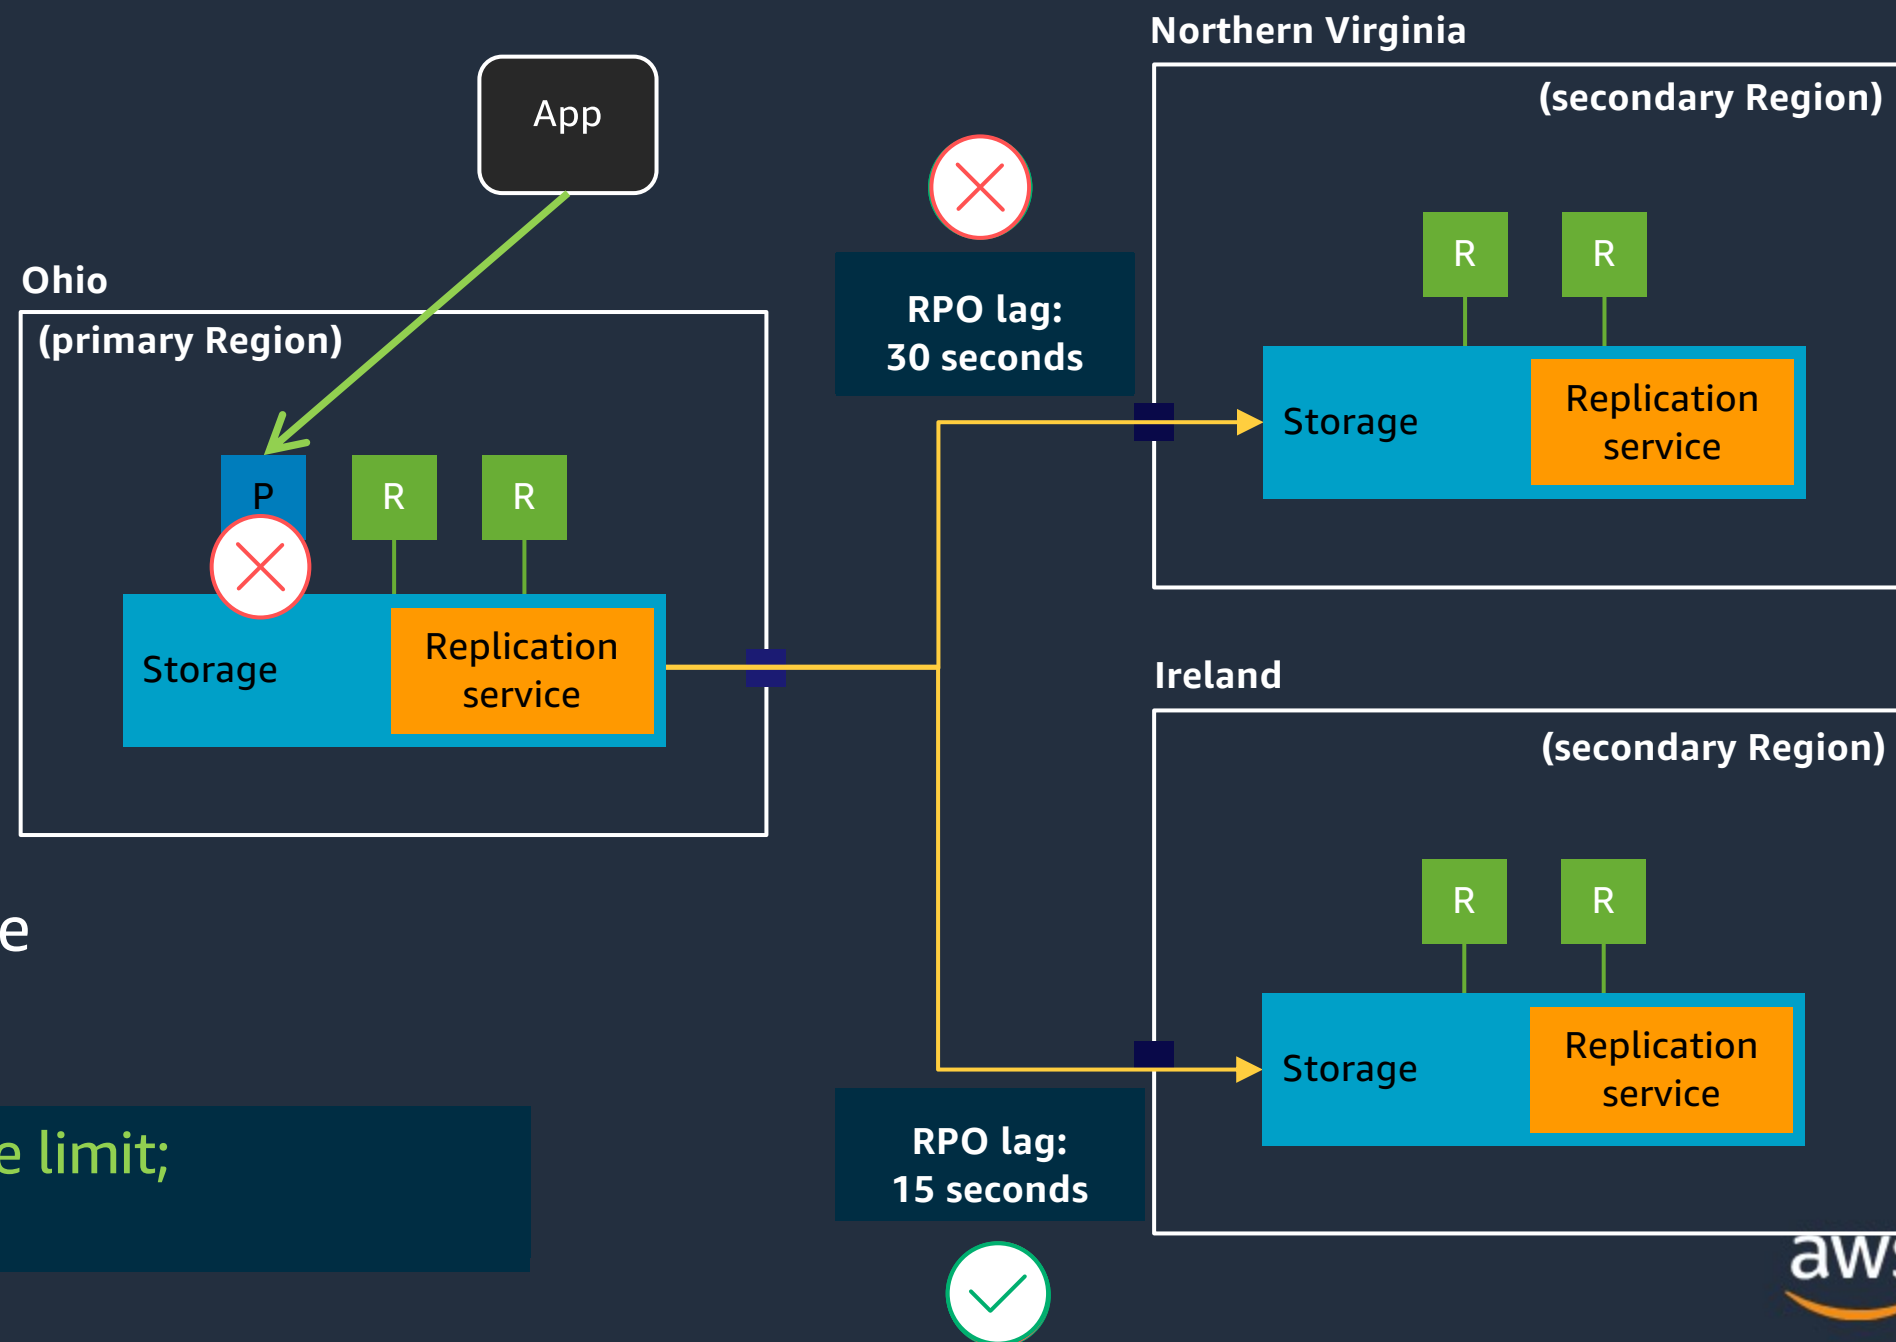 Northern Virginia
(secondary Region)
App
R
R
RPO lag:
30 seconds
Storage
Replication
service
Ohio
(primary Region)
P
R
R
Storage
Replication
service
Ireland
(secondary Region)
R
R
Storage
Replication
service
RPO lag:
15 seconds
e
e limit;
aws